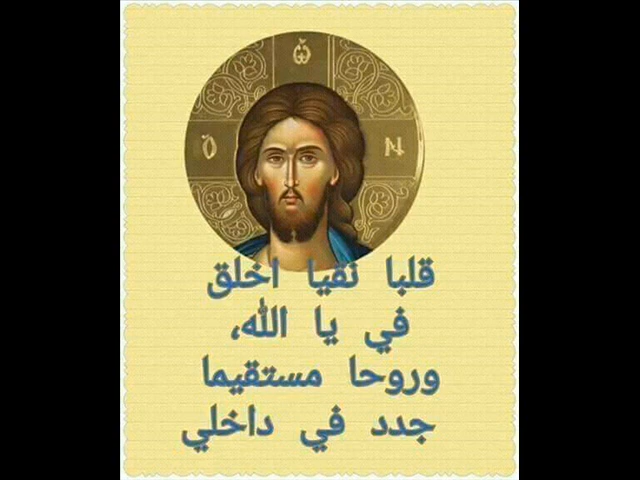 Ѽ
Ò
N
قلبا نقيا اخلق
في يا الله،
وروحا مستقيما
جدد في داخلي